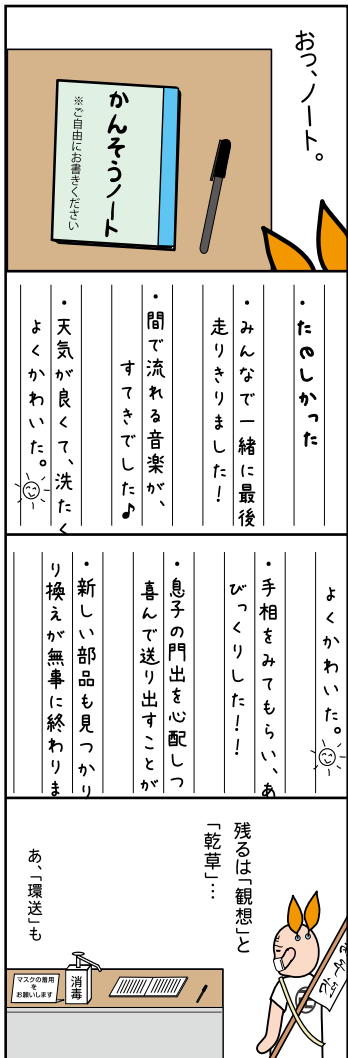 おっ、ノート。
かんそうノート
※ご自由にお書きください
・たのしかった
・みんなで一緒に最後
走りきりました!
・間で流れる音楽が、
すてきでした♪
・天気が良くて、洗たく
よくかわいた。
よくかわいた。
・手相をみてもらい、あ
びっくりした!!
・息子の門出を心配しつ
喜んで送り出すことが
・新しい部品も見つかり
り換えが無事に終わりま
残るは「観想」と
「乾草」…
あ、「環送」も
消毒
マスクの着用
を
お願いします